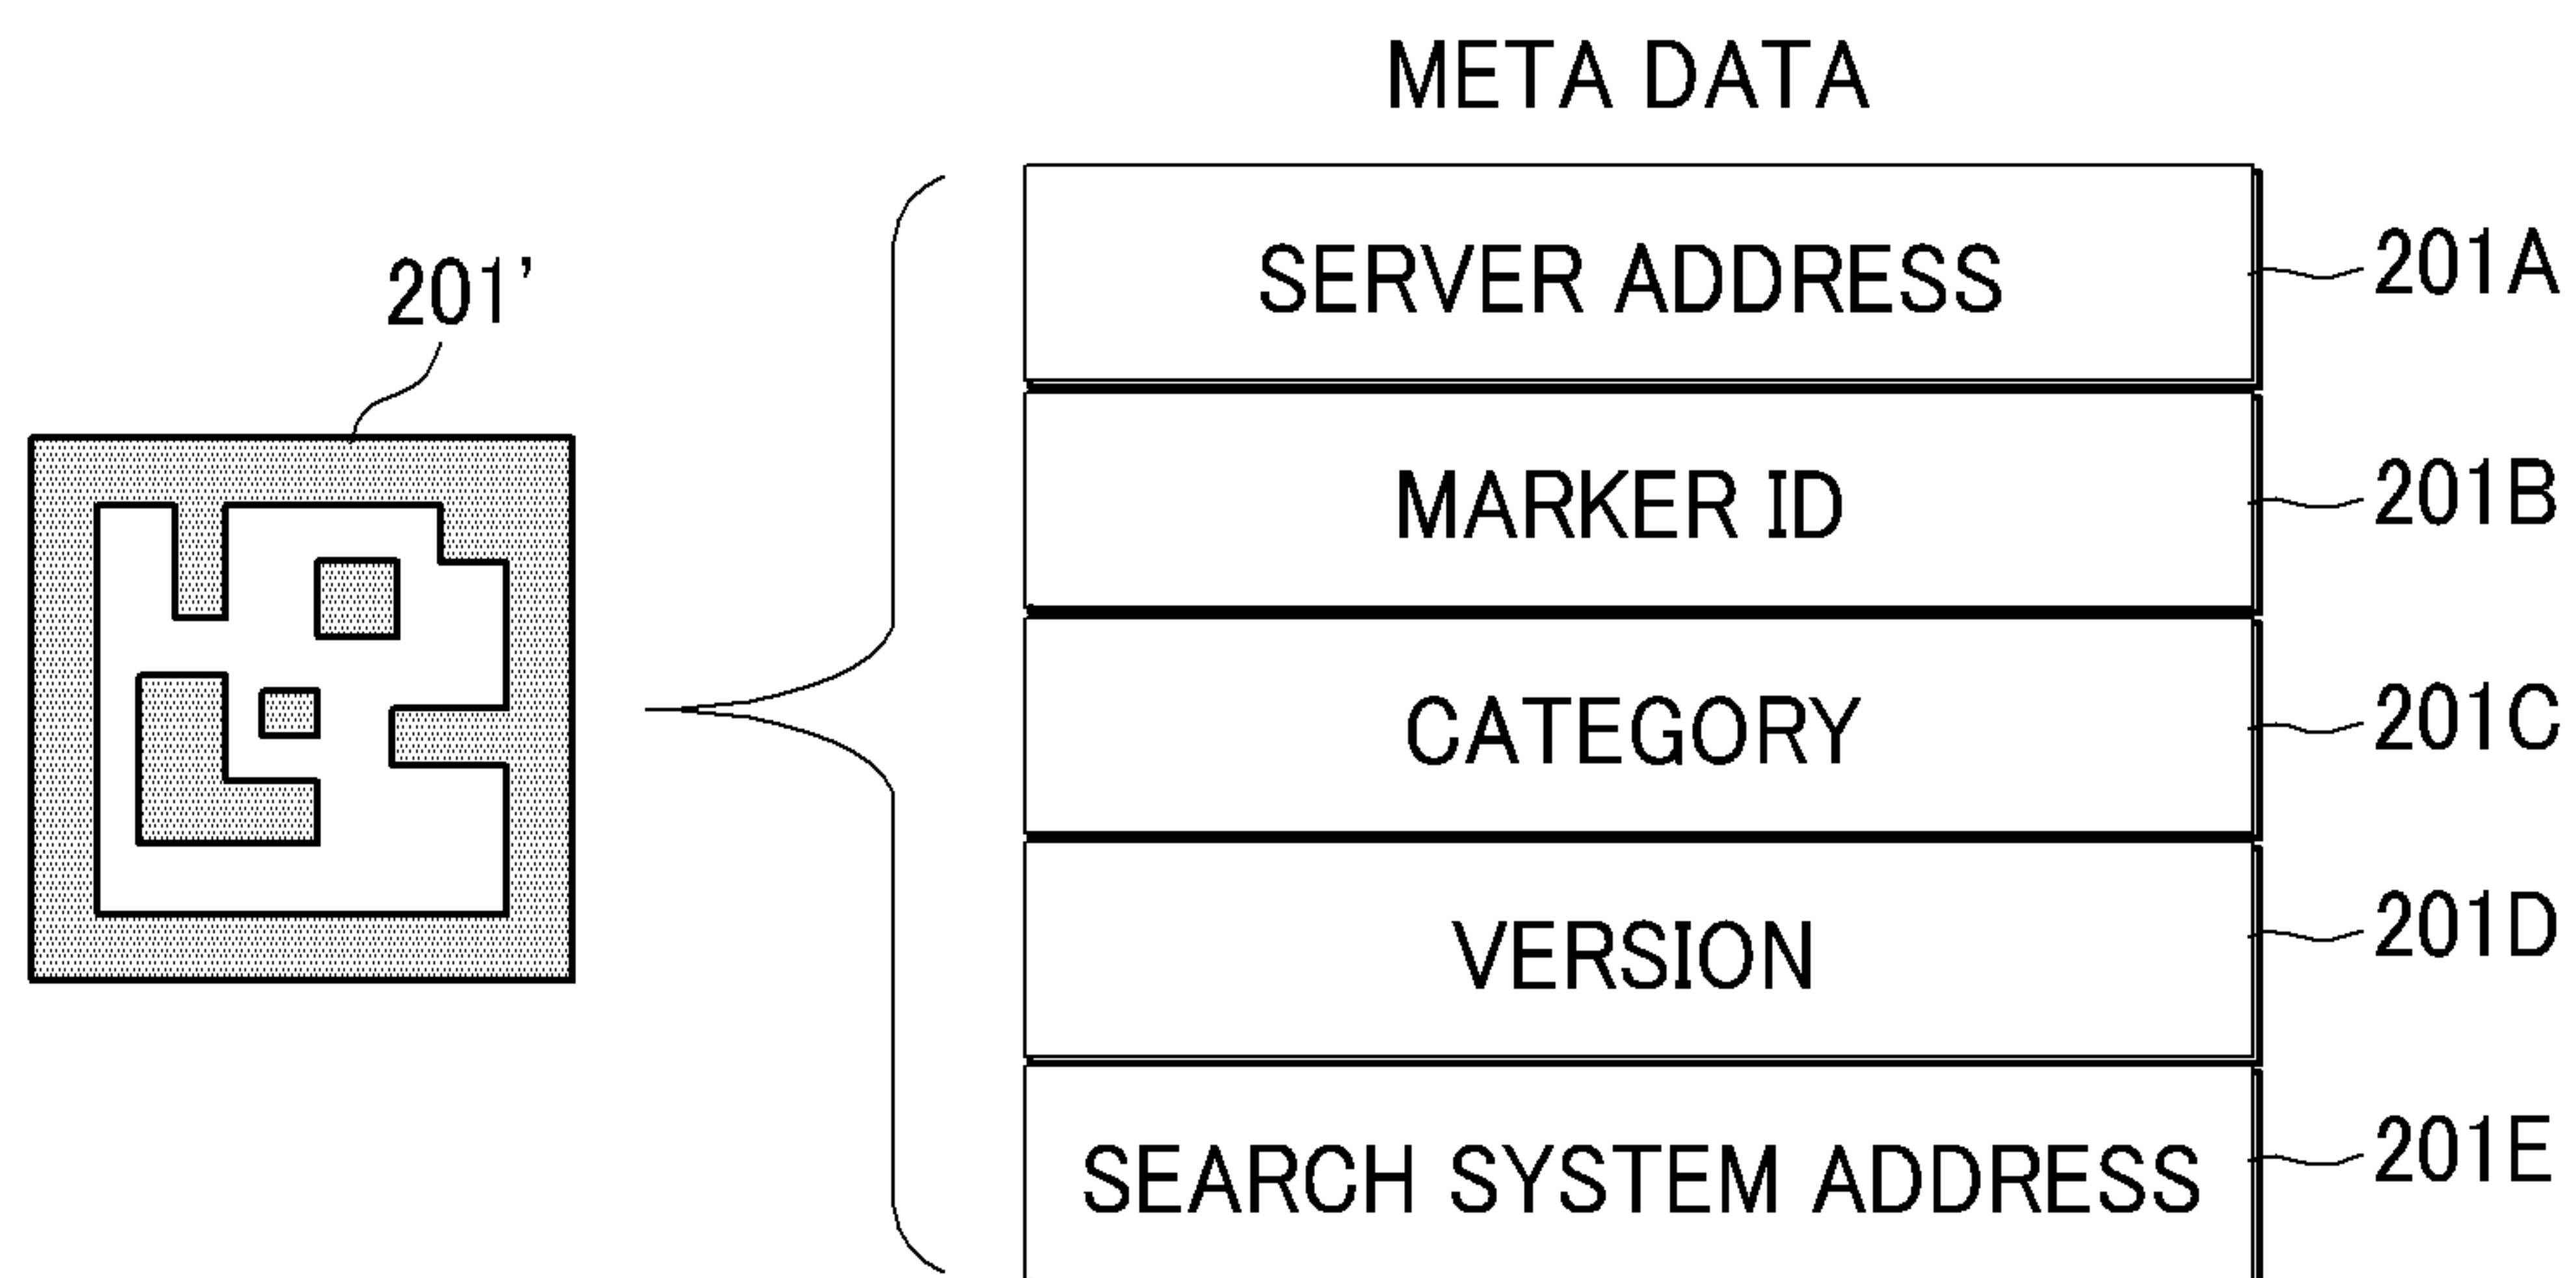 META DATA
201'
SERVER ADDRESS 201A
MARKER ID 201B
CATEGORY 201C
VERSION 201D
SEARCH SYSTEM ADDRESS 201E